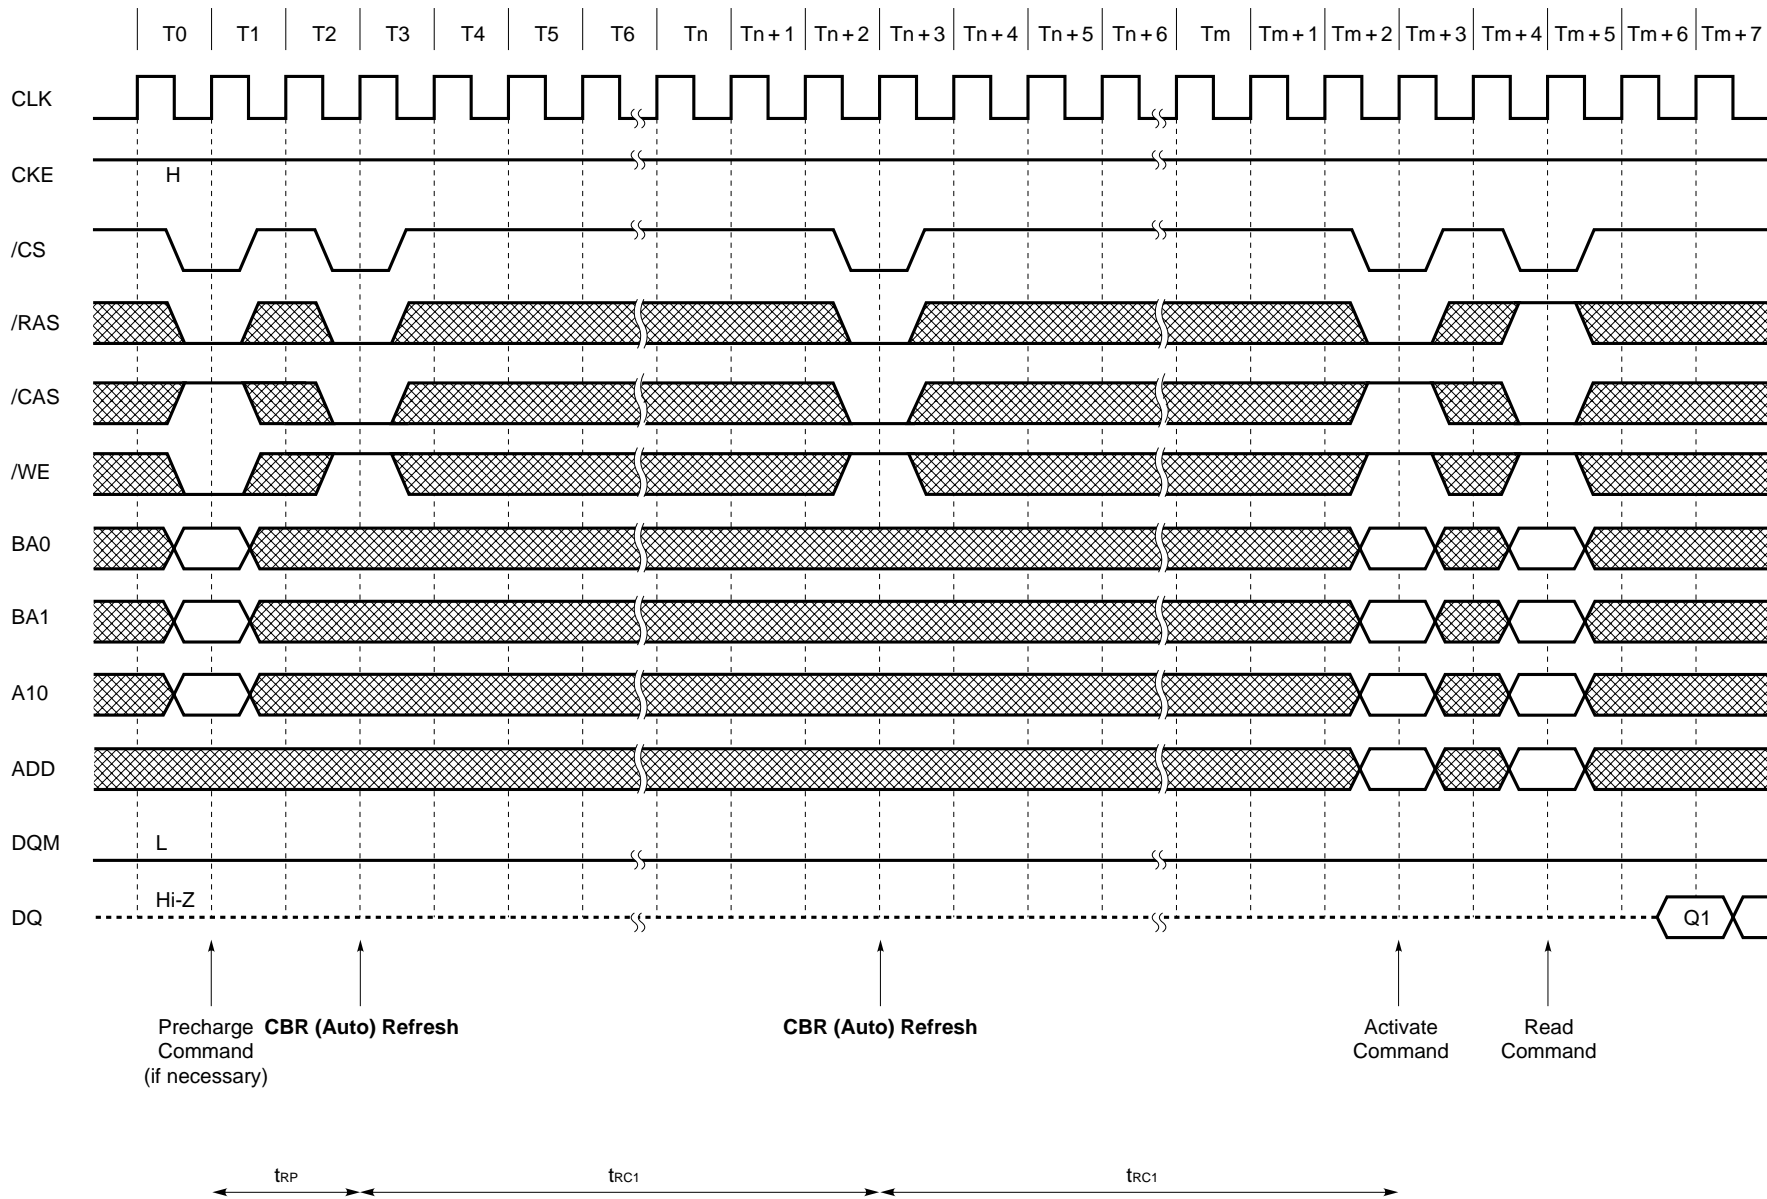 T0 T1 T2 T3 T4 T5 T6 Tn Tn + 1 Tn + 2 Tn + 3 Tn + 4 Tn + 5 Tn + 6 Tm Tm + 1 Tm + 2 Tm + 3 Tm + 4 Tm + 5 Tm + 6 Tm + 7
CLK
CKE
H
/CS
/RAS
/CAS
/WE
BA0
BA1
A10
ADD
DQM
L
DQ
Hi-Z
Q1
Precharge
Command
(if necessary)
CBR (Auto) Refresh
CBR (Auto) Refresh
Activate
Command
Read
Command
tRP
tRC1
tRC1